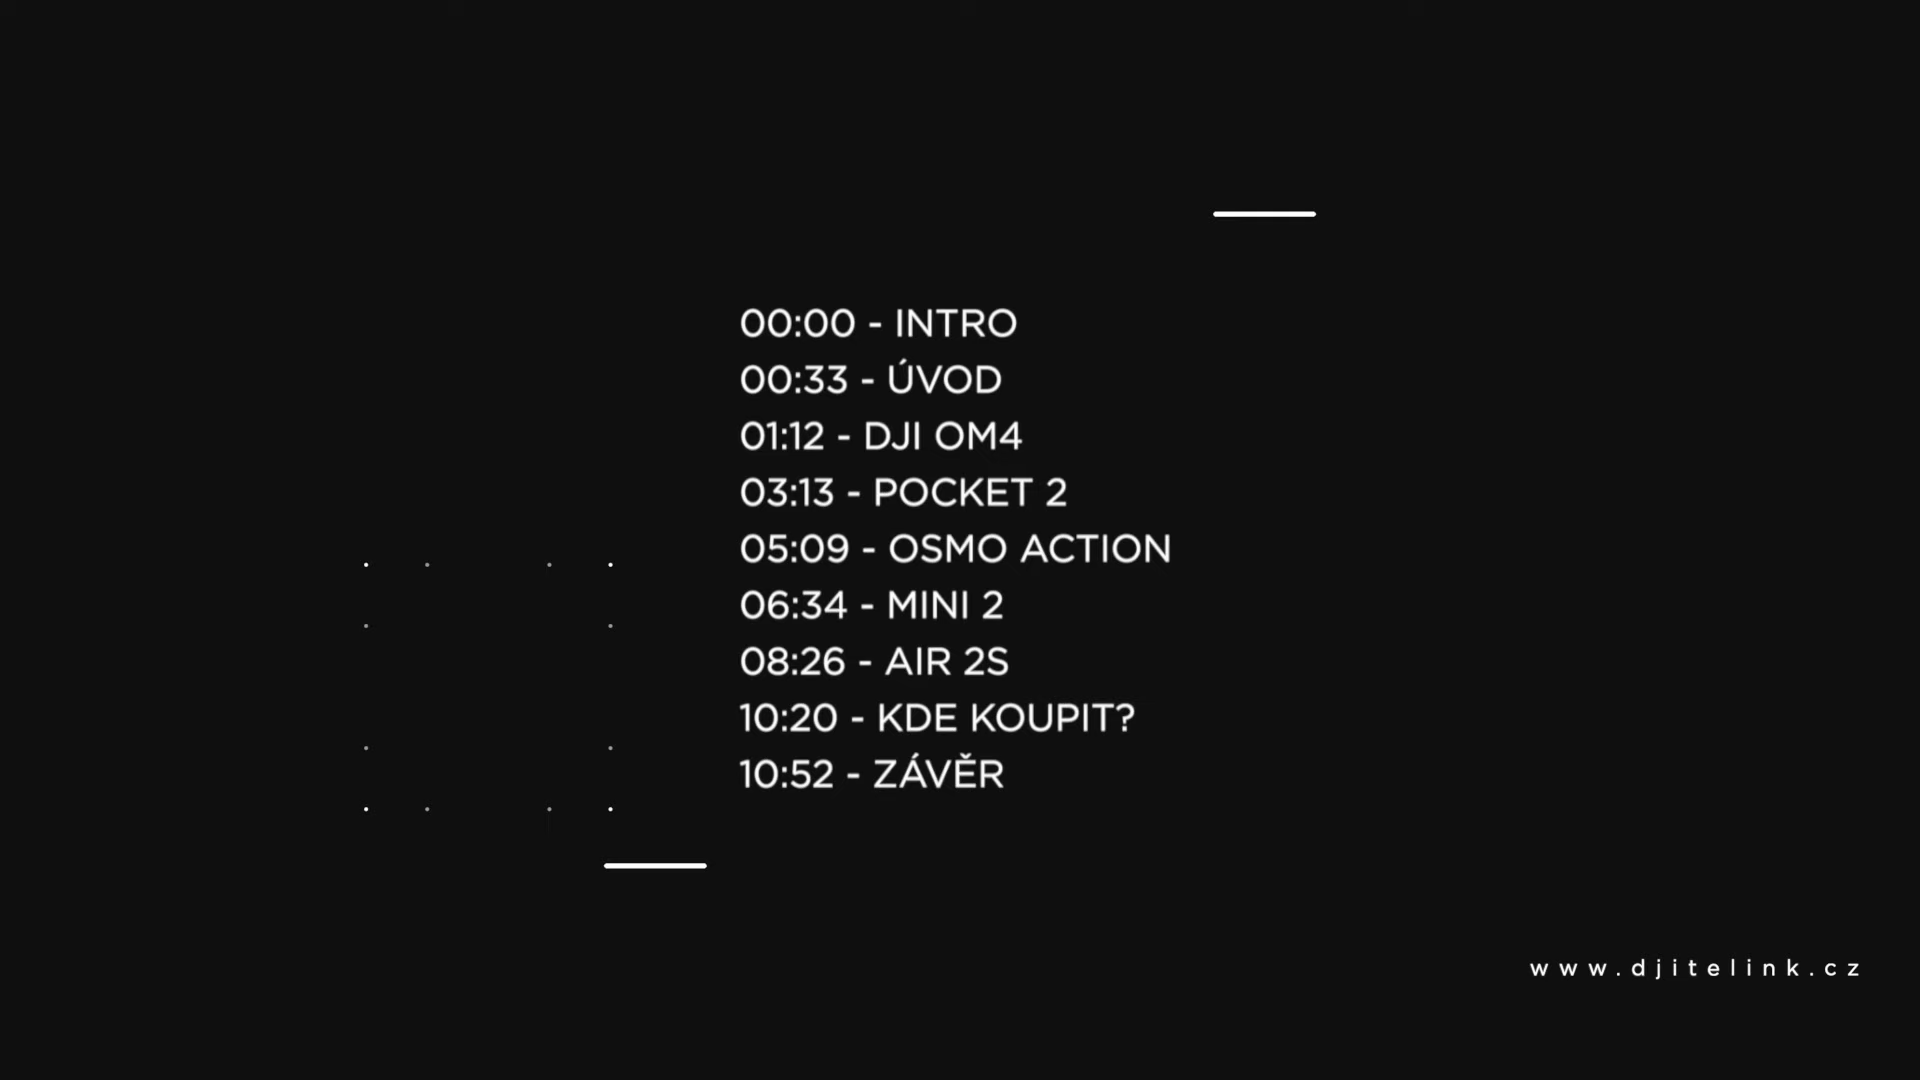 00:00 - INTRO
00:33 - ÚVOD
01:12 - DJI OM4
03:13 - POCKET 2
05:09 - OSMO ACTION
06:34 - MINI 2
08:26 - AIR 2S
10:20 - KDE KOUPIT?
10:52 - ZÁVĚR
www.djitelink.cz